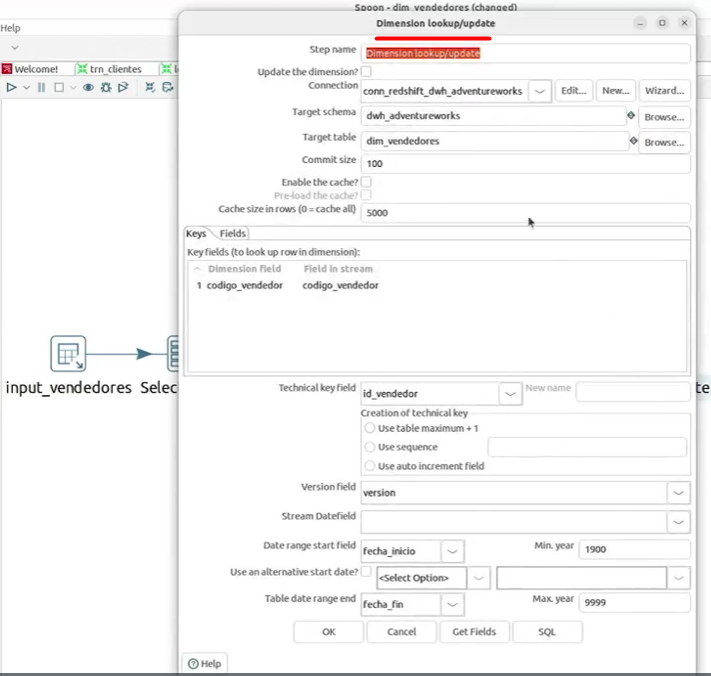 Spoon - dim_vendedores (changed)
Help
Dimension lookup/update
Step name Dimension lookup/update
Update the dimension?
Connection conn_redshift_dwh_adventureworks Edit... New... Wizard...
Target schema dwh_adventureworks Browse...
Target table dim_vendedores Browse...
Commit size 100
Enable the cache?
Pre-load the cache?
Cache size in rows (0 = cache all) 5000
Welcome! trn_clientes
Keys Fields
Key fields (to look up row in dimension):
Dimension field Field in stream
1 codigo_vendedor codigo_vendedor
input_vendedores Selec
Technical key field id_vendedor New name
Creation of technical key
Use table maximum + 1
Use sequence
Use auto increment field
Version field version
Stream Datefield
Date range start field fecha_inicio Min. year 1900
Use an alternative start date? <Select Option>
Table date range end fecha_fin Max. year 9999
OK Cancel Get Fields SQL
Help